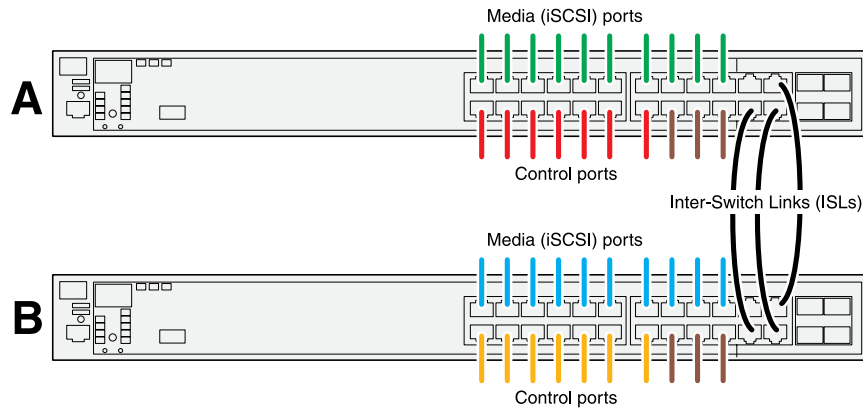 Media (iSCSI) ports
A
Control ports
Inter-Switch Links (ISLs)
Media (iSCSI) ports
B
Control ports